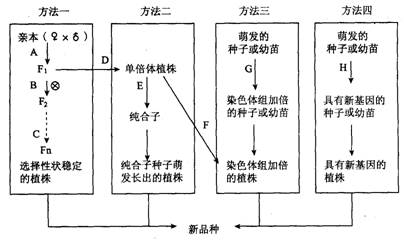 方法一 方法二 方法三 方法四
亲本(♀×♂)
A
F₁
B ⊗
F₂
C
Fn
选择性状稳定
的植株
D
单倍体植株
E
纯合子
纯合子种子萌
发长出的植株
F
萌发的
种子或幼苗
G
染色体组加倍
的种子或幼苗
染色体组加倍
的植株
萌发的
种子或幼苗
H
具有新基因的
种子或幼苗
具有新基因的
植株
新品种